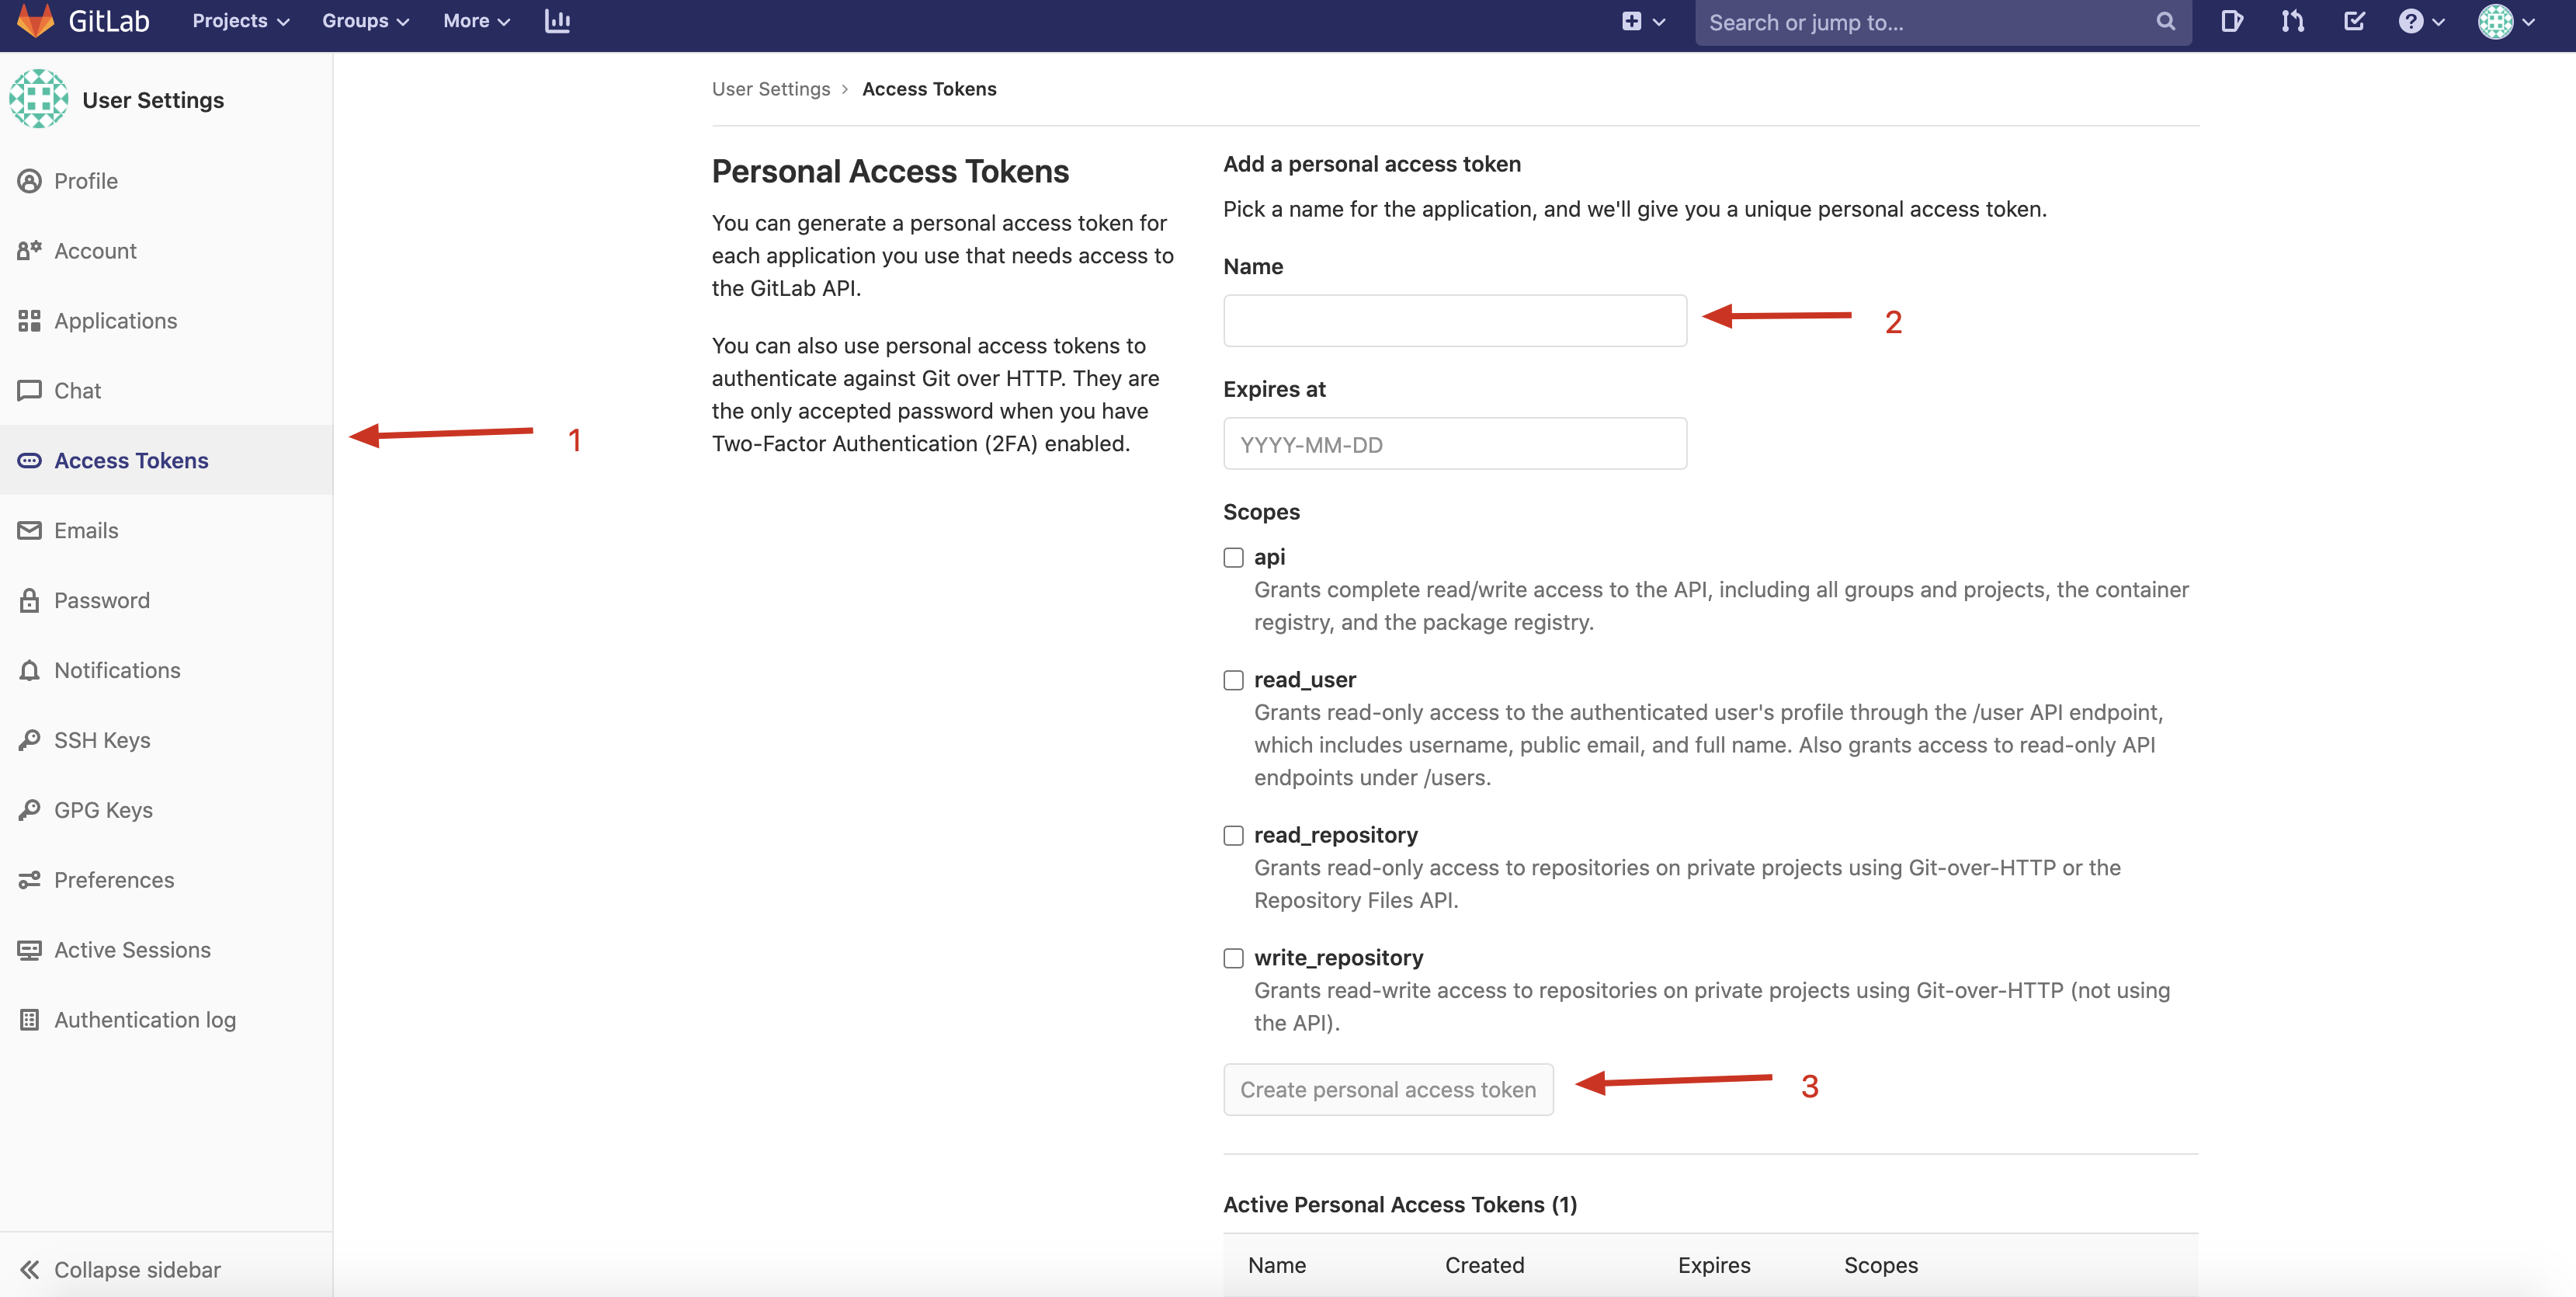 GitLab Projects Groups More Search or jump to...
User Settings
Profile
Account
Applications
Chat
Access Tokens
Emails
Password
Notifications
SSH Keys
GPG Keys
Preferences
Active Sessions
Authentication log
Collapse sidebar
1
User Settings › Access Tokens
Personal Access Tokens
You can generate a personal access token for
each application you use that needs access to
the GitLab API.
You can also use personal access tokens to
authenticate against Git over HTTP. They are
the only accepted password when you have
Two-Factor Authentication (2FA) enabled.
Add a personal access token
Pick a name for the application, and we'll give you a unique personal access token.
Name
2
Expires at
YYYY-MM-DD
Scopes
api
Grants complete read/write access to the API, including all groups and projects, the container
registry, and the package registry.
read_user
Grants read-only access to the authenticated user's profile through the /user API endpoint,
which includes username, public email, and full name. Also grants access to read-only API
endpoints under /users.
read_repository
Grants read-only access to repositories on private projects using Git-over-HTTP or the
Repository Files API.
write_repository
Grants read-write access to repositories on private projects using Git-over-HTTP (not using
the API).
Create personal access token
3
Active Personal Access Tokens (1)
Name Created Expires Scopes